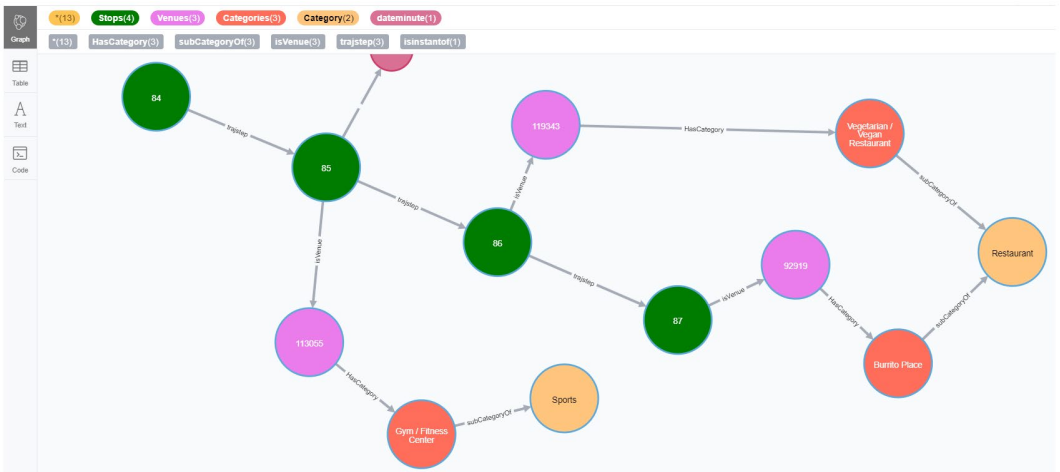 *(13) Stops(4) Venues(3) Categories(3) Category(2) dateminute(1)
*(13) HasCategory(3) subCategoryOf(3) isVenue(3) trajstep(3) isinstantof(1)
Graph
Table
Text
Code
84
trajstep
85
trajstep
isVenue
86
isVenue
119343
HasCategory
Vegetarian /
Vegan
Restaurant
subCategoryOf
Restaurant
trajstep
87
isVenue
92919
HasCategory
Burrito Place
subCategoryOf
113055
HasCategory
Gym / Fitness
Center
subCategoryOf
Sports